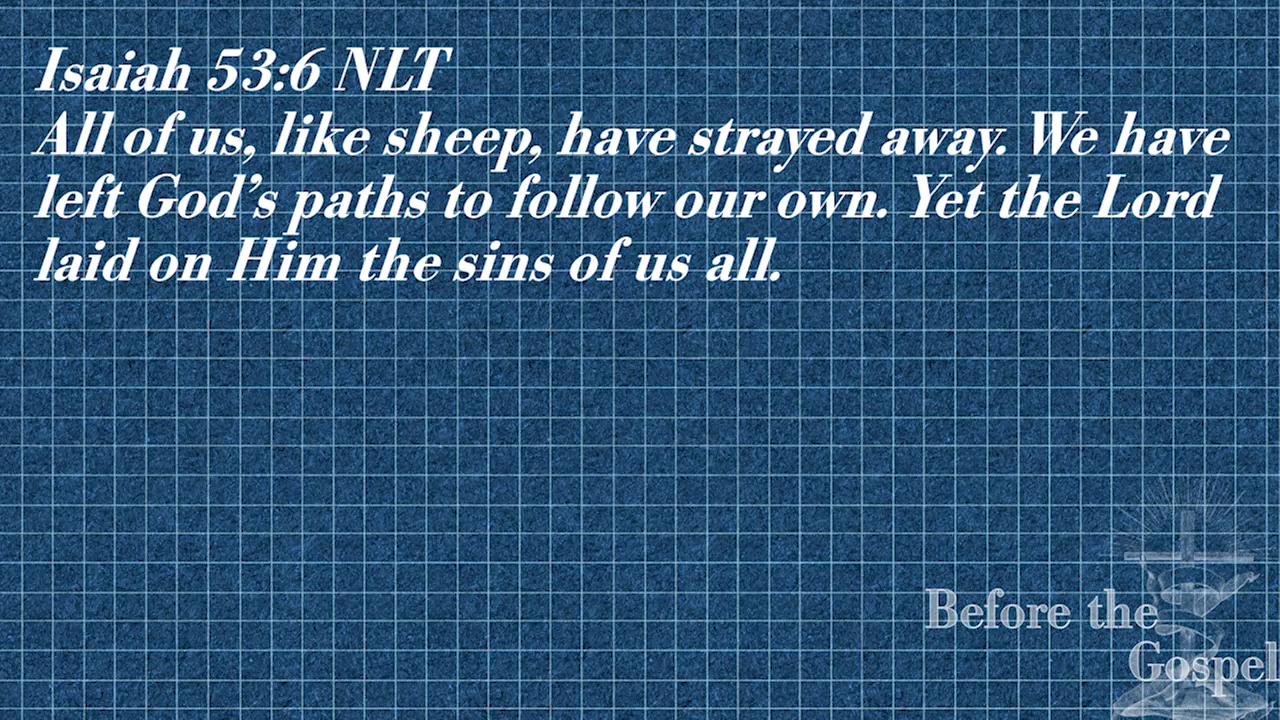 Isaiah 53:6 NLT
All of us, like sheep, have strayed away. We have
left God’s paths to follow our own. Yet the Lord
laid on Him the sins of us all.
Before the
Gospel